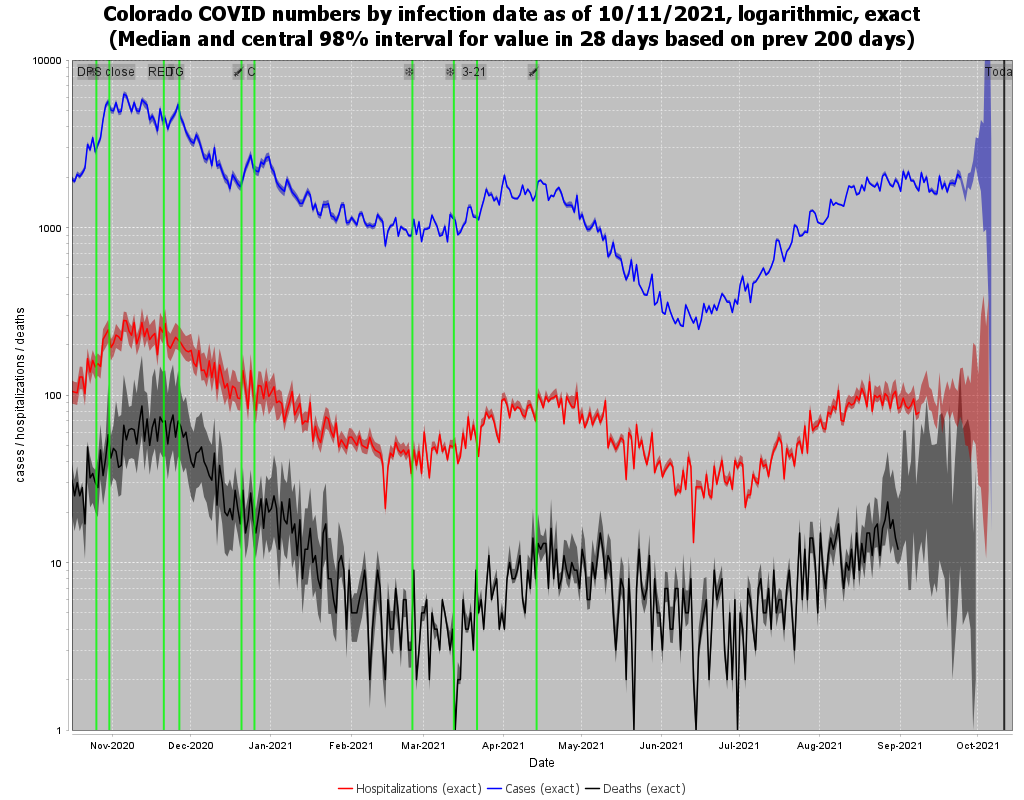 Colorado COVID numbers by infection date as of 10/11/2021, logarithmic, exact
(Median and central 98% interval for value in 28 days based on prev 200 days)
10000
close
C
3-21
Toda
1000
100
10
1
cases / hospitalizations / deaths
Nov-2020 Dec-2020 Jan-2021 Feb-2021 Mar-2021 Apr-2021 May-2021 Jun-2021 Jul-2021 Aug-2021 Sep-2021 Oct-2021
Date
Hospitalizations (exact) Cases (exact) Deaths (exact)